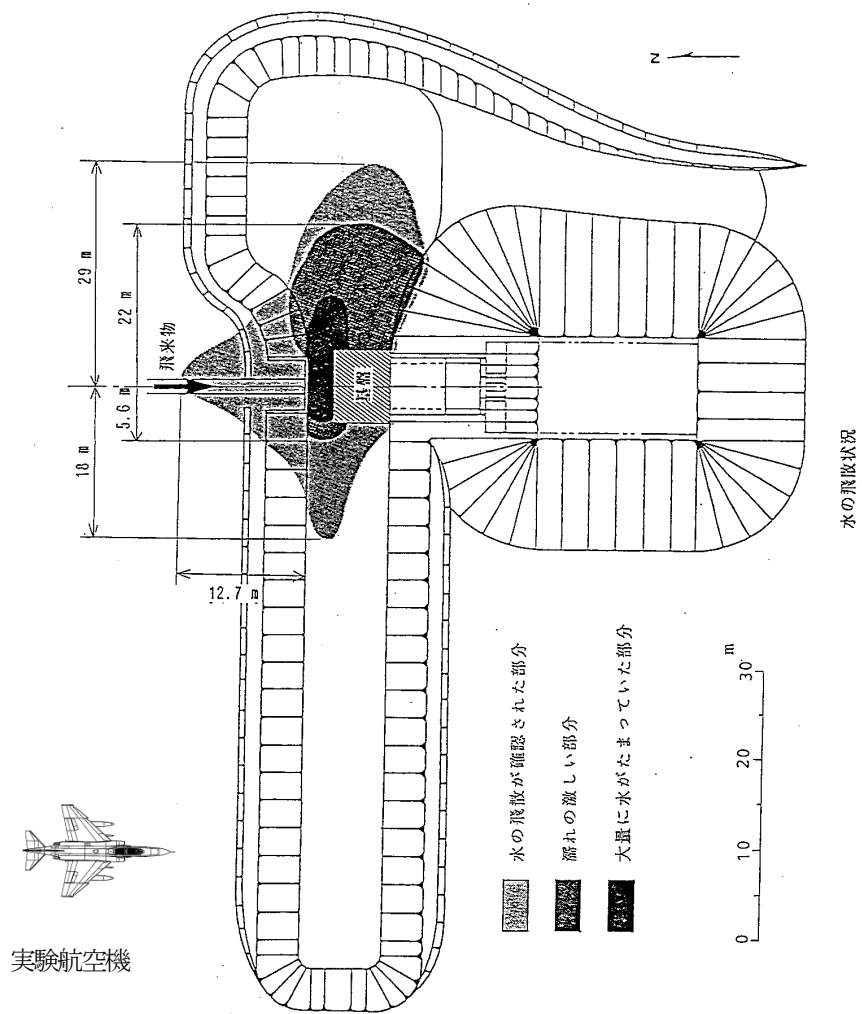 N
29 m
22 m
飛来物
5.6 m
18 m
12.7 m
基盤
水の飛散が確認された部分
濡れの激しい部分
大量に水がたまっていた部分
0 10 20 30 m
水の飛散状況
実験航空機